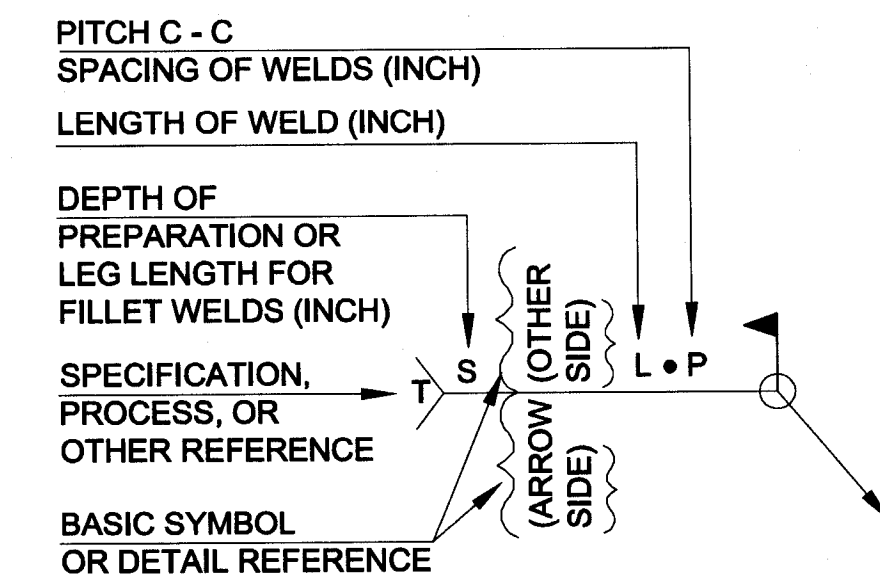 PITCH C - C
SPACING OF WELDS (INCH)
LENGTH OF WELD (INCH)
DEPTH OF
PREPARATION OR
LEG LENGTH FOR
FILLET WELDS (INCH)
SPECIFICATION,
PROCESS, OR
OTHER REFERENCE
BASIC SYMBOL
OR DETAIL REFERENCE
T
S
(OTHER
SIDE)
L • P
(ARROW
SIDE)